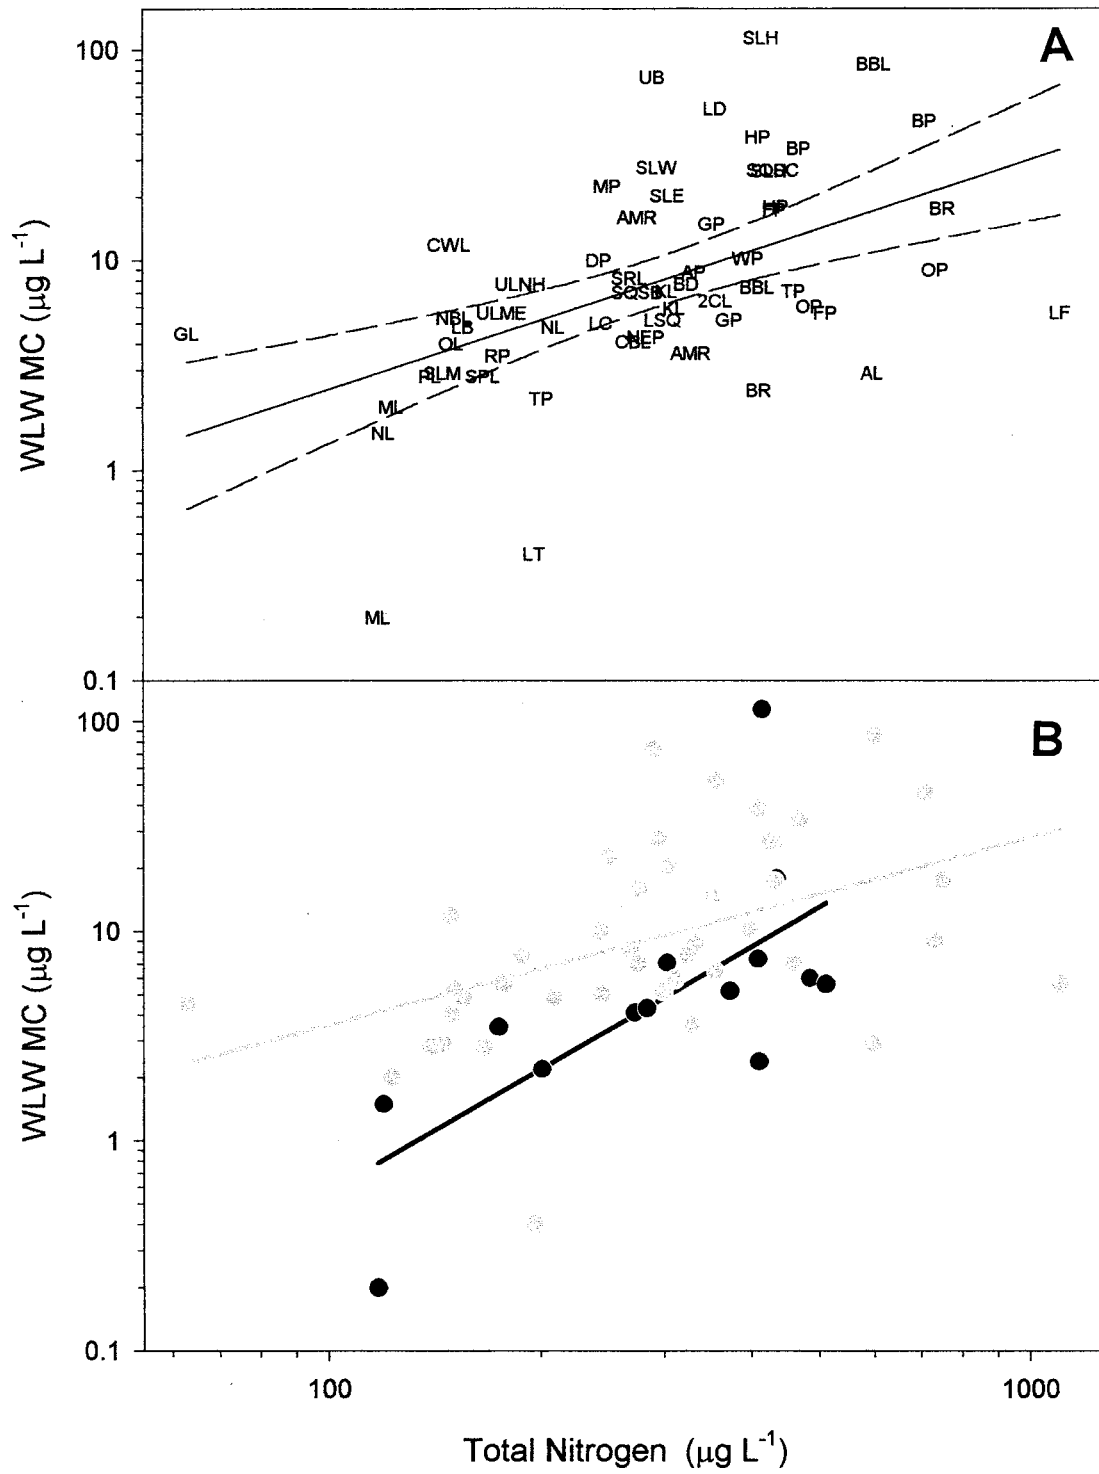 A
100
10
1
0.1
WLW MC (µg L-1)
SLH
UB
BBL
LD
BP
HP
BP
SLW
MP
SLE
BR
AMR
GP
CWL
WP
DP
OP
AP
SRL
ULNH
BD
BBL
TP
SQSB
KL
2CL
OP
FP
LF
KL
ULME
LSQ
GP
NL
LC
GL
OL
NEP
CBL
RP
AMR
SLM
SPL
AL
BR
TP
ML
NL
LT
ML
B
100
10
1
0.1
WLW MC (µg L-1)
100
1000
Total Nitrogen (µg L-1)